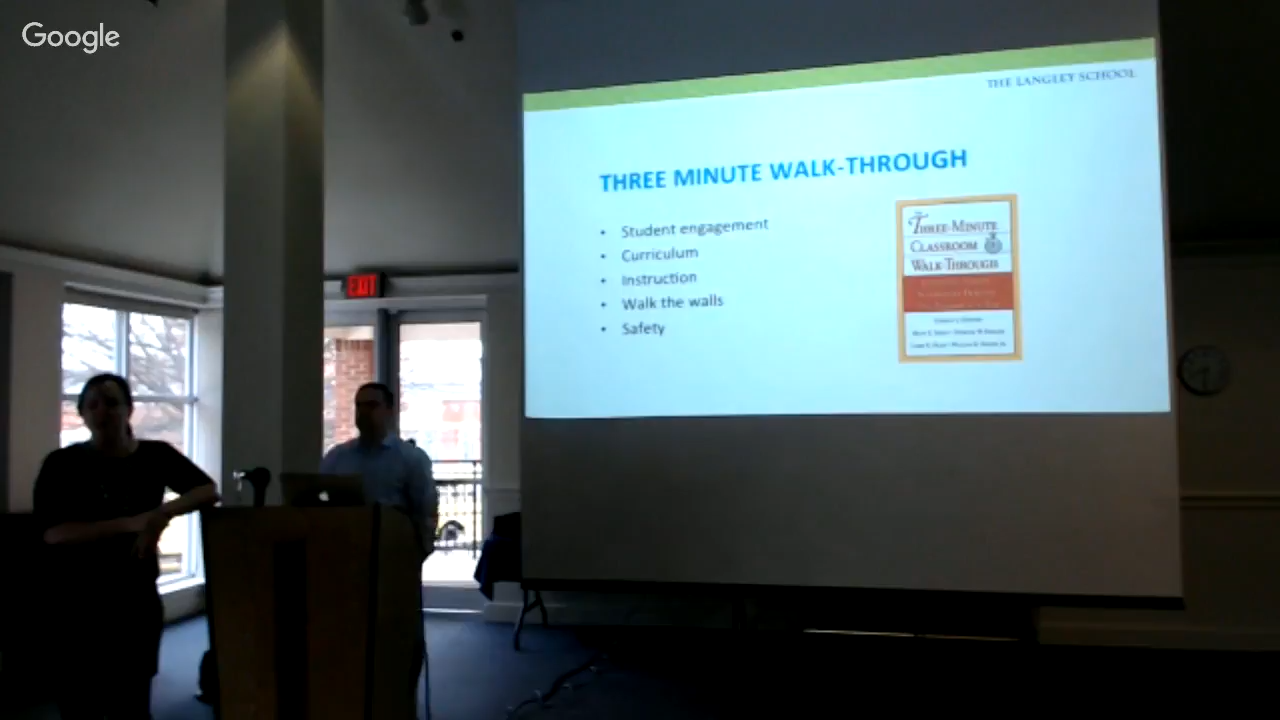 Google
THE LANGLEY SCHOOL
THREE MINUTE WALK-THROUGH
• Student engagement
• Curriculum
• Instruction
• Walk the walls
• Safety
THREE-MINUTE
CLASSROOM
WALK-THROUGH
EXIT